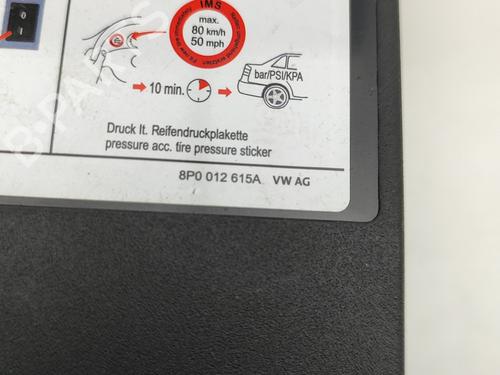 IMS
max.
80 km/h
50 mph
10 min.
bar/PSI/KPA
Druck lt. Reifendruckplakette
pressure acc. tire pressure sticker
8P0 012 615A VW AG
B-PARTS